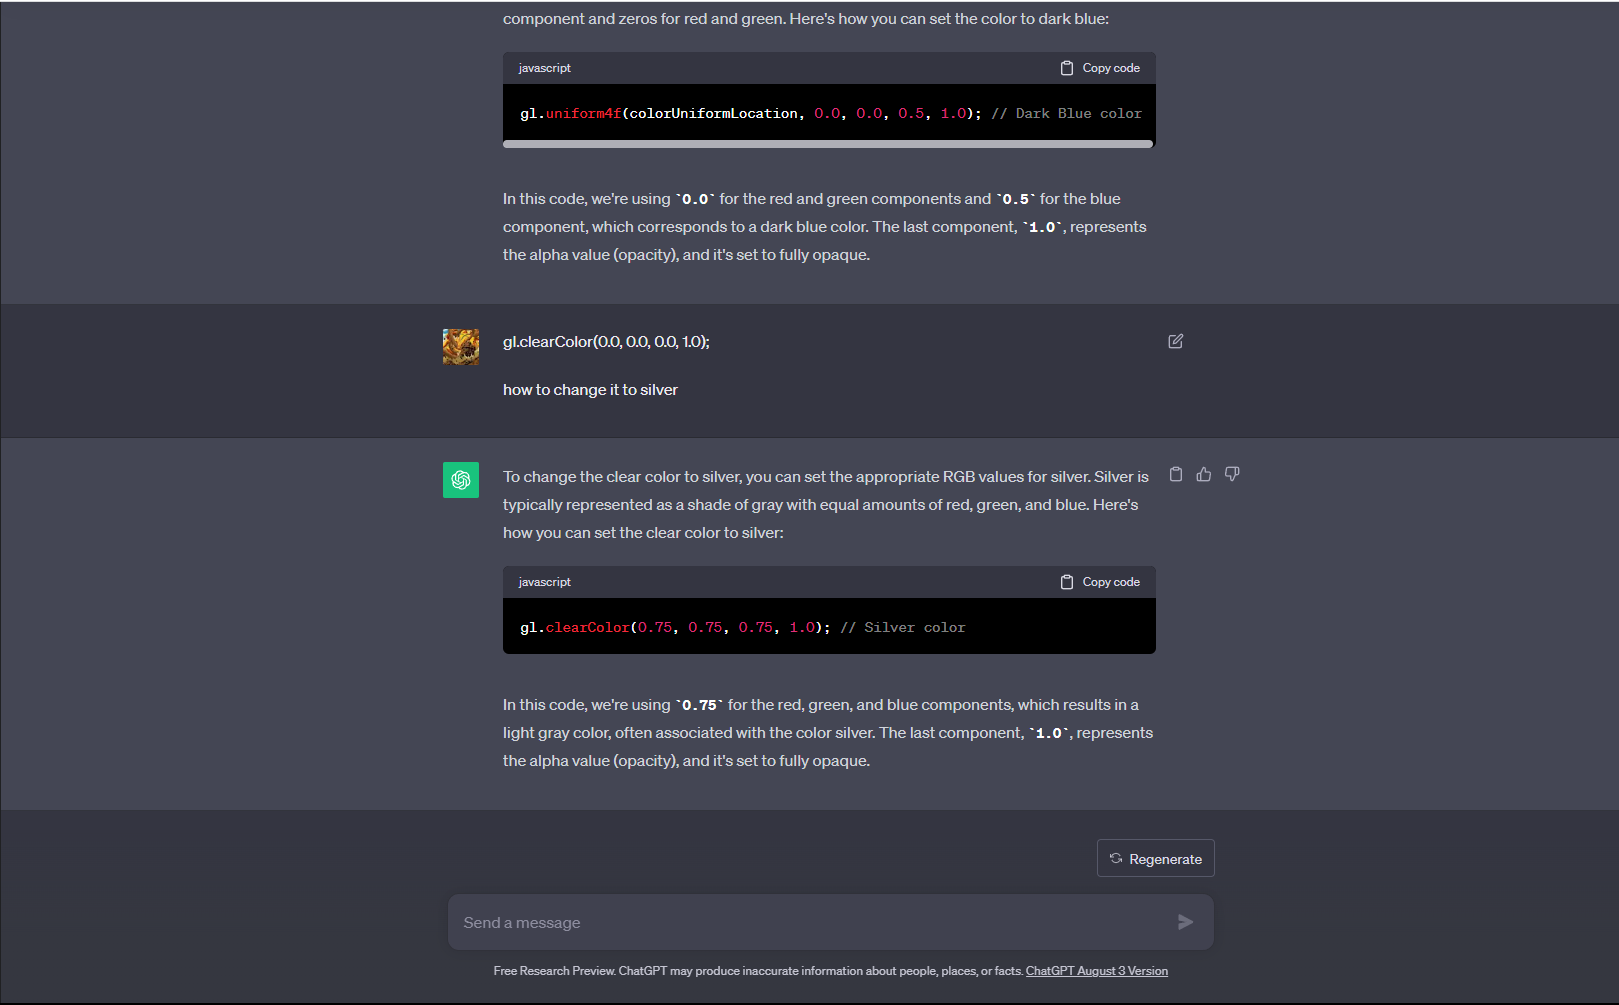 component and zeros for red and green. Here's how you can set the color to dark blue:
javascript
Copy code
gl.uniform4f(colorUniformLocation, 0.0, 0.0, 0.5, 1.0); // Dark Blue color
In this code, we're using `0.0` for the red and green components and `0.5` for the blue
component, which corresponds to a dark blue color. The last component, `1.0`, represents
the alpha value (opacity), and it's set to fully opaque.
gl.clearColor(0.0, 0.0, 0.0, 1.0);
how to change it to silver
To change the clear color to silver, you can set the appropriate RGB values for silver. Silver is
typically represented as a shade of gray with equal amounts of red, green, and blue. Here's
how you can set the clear color to silver:
javascript
Copy code
gl.clearColor(0.75, 0.75, 0.75, 1.0); // Silver color
In this code, we're using `0.75` for the red, green, and blue components, which results in a
light gray color, often associated with the color silver. The last component, `1.0`, represents
the alpha value (opacity), and it's set to fully opaque.
Regenerate
Send a message
Free Research Preview. ChatGPT may produce inaccurate information about people, places, or facts. ChatGPT August 3 Version